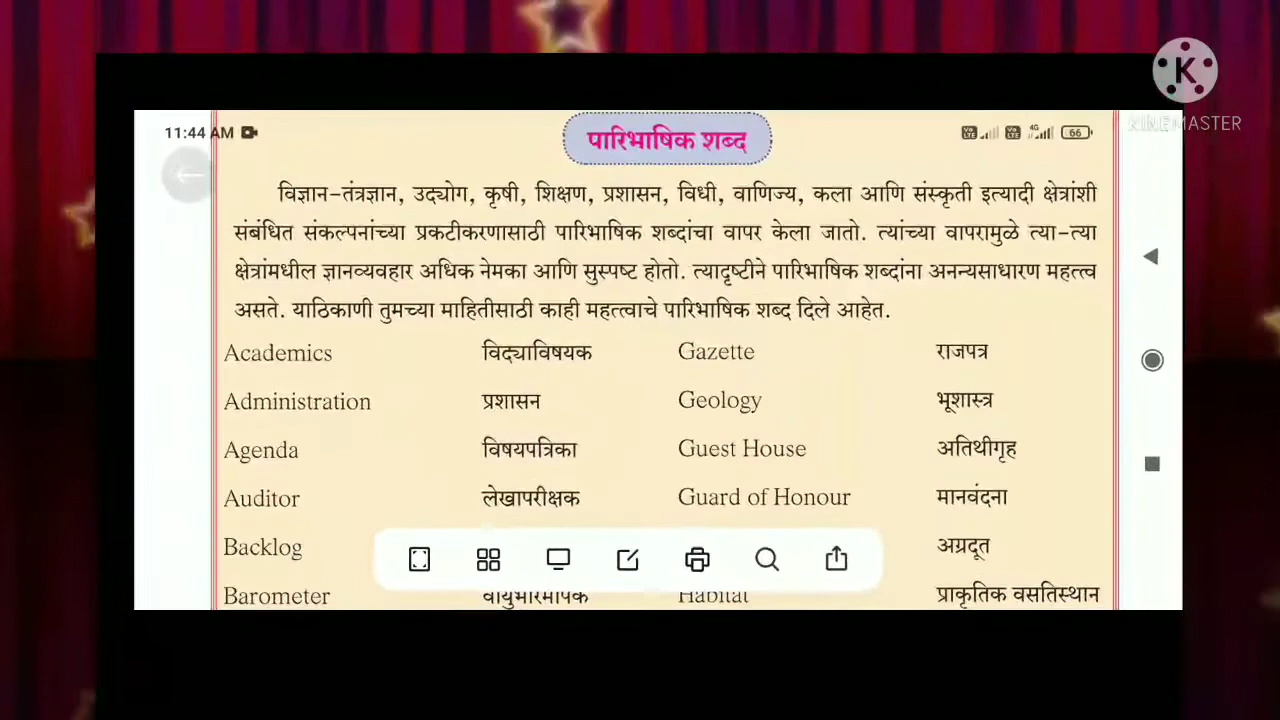 KINEMASTER
11:44 AM
66
पारिभाषिक शब्द
विज्ञान-तंत्रज्ञान, उद्योग, कृषी, शिक्षण, प्रशासन, विधी, वाणिज्य, कला आणि संस्कृती इत्यादी क्षेत्रांशी
संबंधित संकल्पनांच्या प्रकटीकरणासाठी पारिभाषिक शब्दांचा वापर केला जातो. त्यांच्या वापरामुळे त्या-त्या
क्षेत्रांमधील ज्ञानव्यवहार अधिक नेमका आणि सुस्पष्ट होतो. त्यादृष्टीने पारिभाषिक शब्दांना अनन्यसाधारण महत्त्व
असते. याठिकाणी तुमच्या माहितीसाठी काही महत्त्वाचे पारिभाषिक शब्द दिले आहेत.
Academics विद्याविषयक Gazette राजपत्र
Administration प्रशासन Geology भूशास्त्र
Agenda विषयपत्रिका Guest House अतिथीगृह
Auditor लेखापरीक्षक Guard of Honour मानवंदना
Backlog अग्रदूत
Barometer वायुभारमापक Habitat प्राकृतिक वसतिस्थान